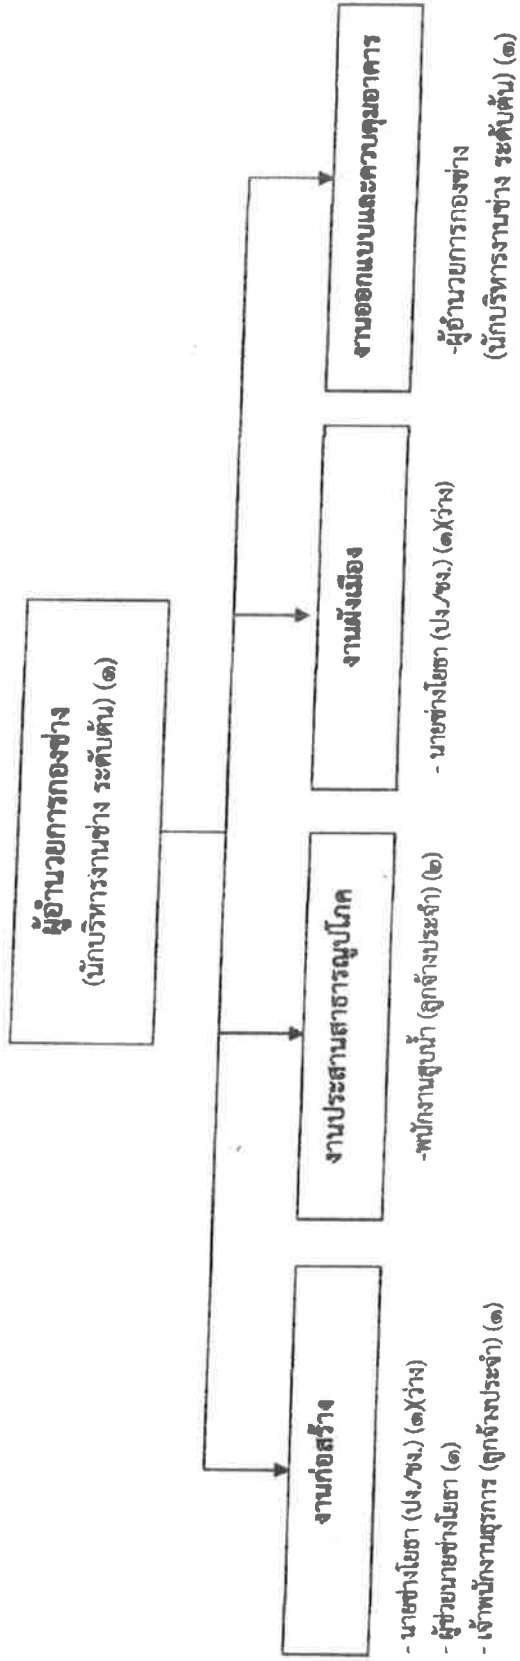 ผู้อำนวยการกองช่าง
(นักบริหารงานช่าง ระดับต้น) (๑)
งานก่อสร้าง
- นายช่างโยธา (ปง./ชง.) (๑)(ว่าง)
- ผู้ช่วยนายช่างโยธา (๑)
- เจ้าพนักงานธุรการ (ลูกจ้างประจำ) (๑)
งานประสานสาธารณูปโภค
-พนักงานสูบน้ำ (ลูกจ้างประจำ) (๒)
งานผังเมือง
- นายช่างโยธา (ปง./ชง.) (๑)(ว่าง)
งานออกแบบและควบคุมอาคาร
-ผู้อำนวยการกองช่าง
(นักบริหารงานช่าง ระดับต้น) (๑)